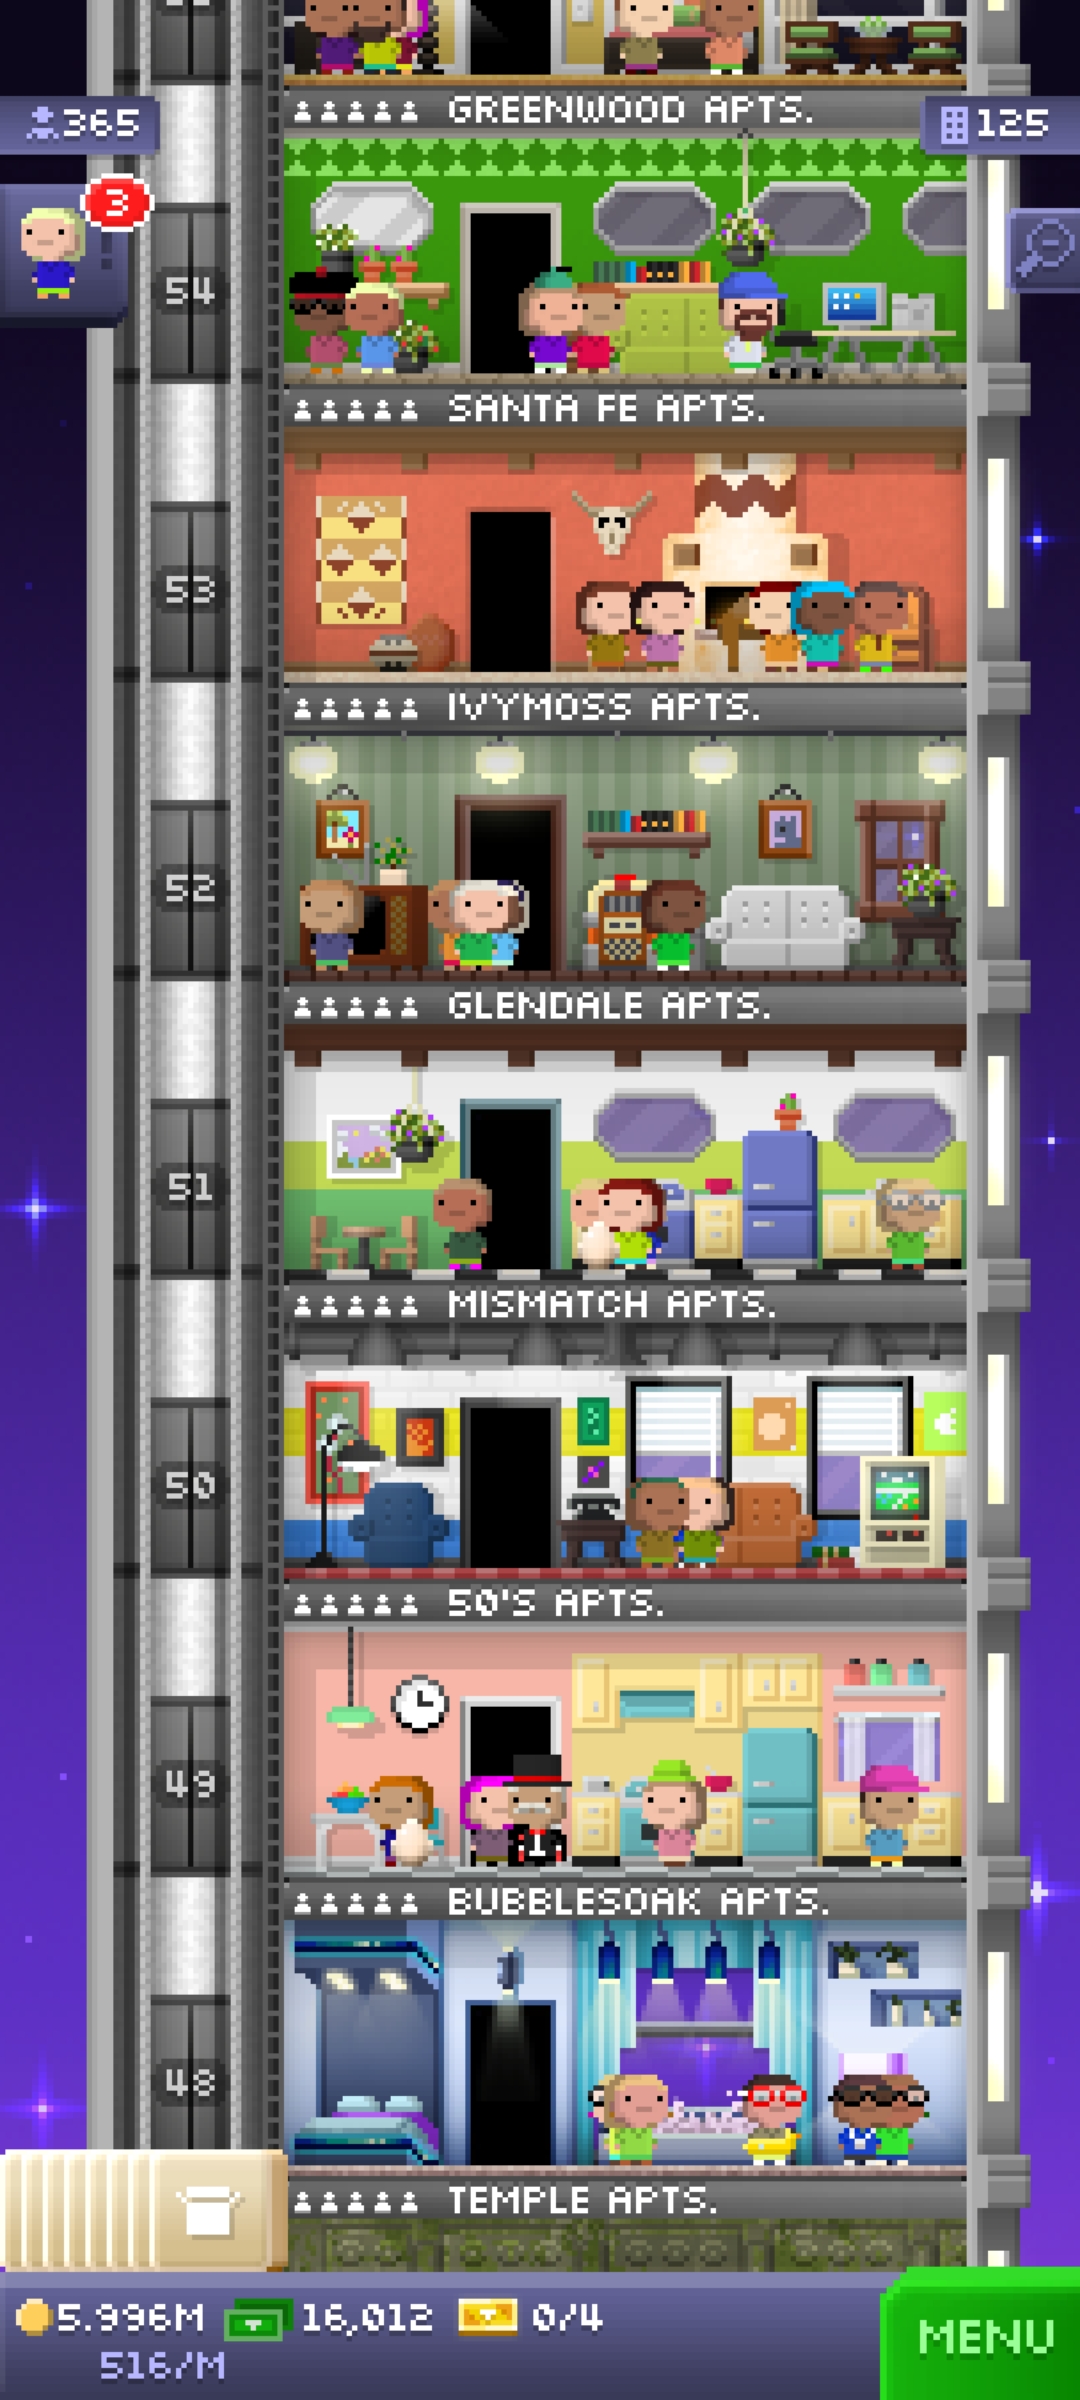 GREENWOOD APTS.
365
125
3
54
SANTA FE APTS.
53
IVYMOSS APTS.
52
GLENDALE APTS.
51
MISMATCH APTS.
50
50'S APTS.
49
BUBBLESOAK APTS.
48
TEMPLE APTS.
5.996M 16,012 0/4
516/M
MENU